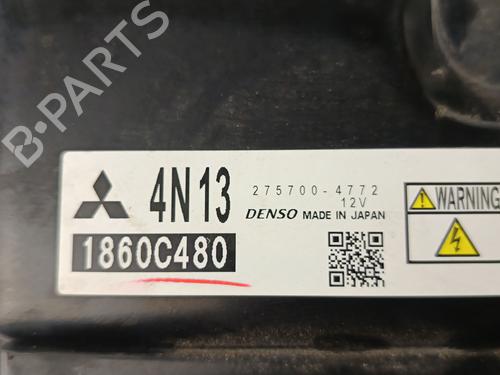 B-PARTS
4N13
275700-4772
12V
DENSO MADE IN JAPAN
1860C480
WARNING